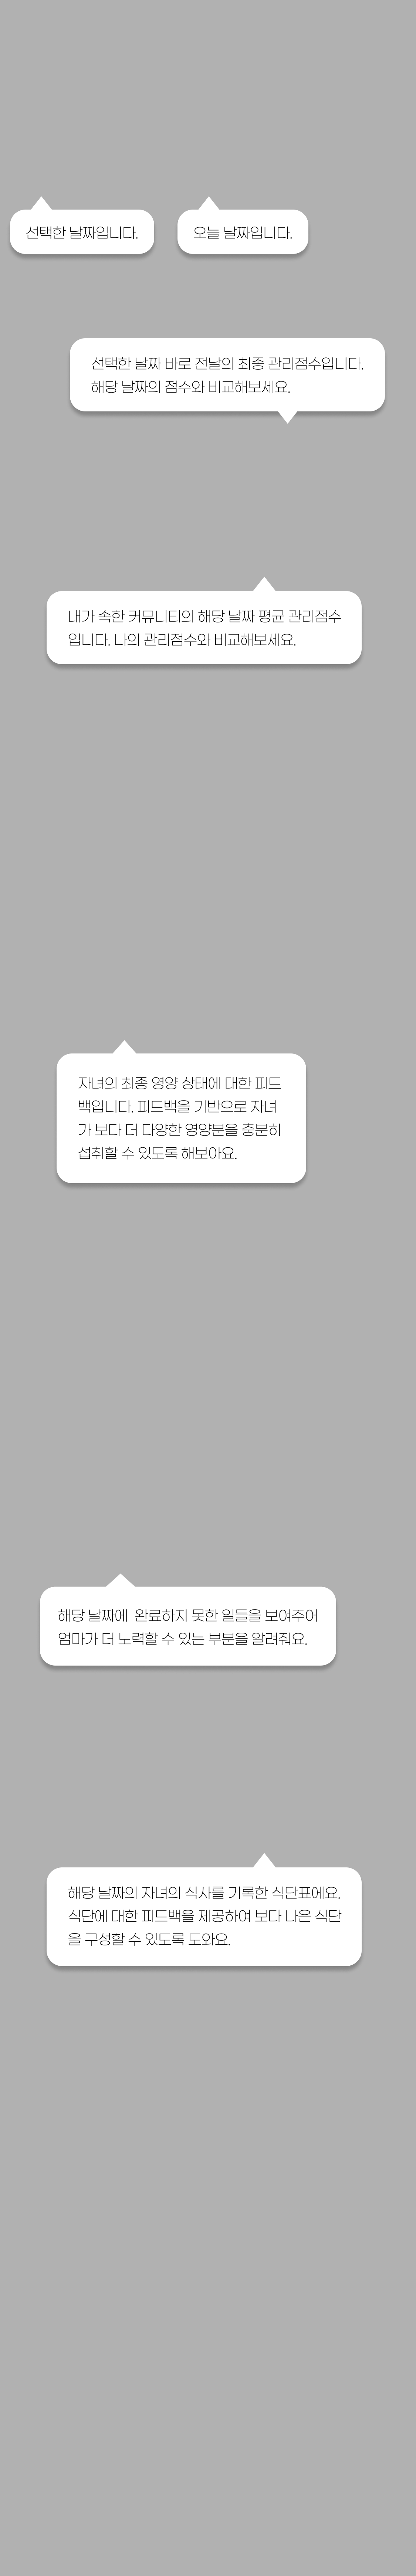 선택한 날짜입니다.
오늘 날짜입니다.
선택한 날짜 바로 전날의 최종 관리점수입니다.
해당 날짜의 점수와 비교해보세요.
내가 속한 커뮤니티의 해당 날짜 평균 관리점수
입니다. 나의 관리점수와 비교해보세요.
자녀의 최종 영양 상태에 대한 피드
백입니다. 피드백을 기반으로 자녀
가 보다 더 다양한 영양분을 충분히
섭취할 수 있도록 해보아요.
해당 날짜에 완료하지 못한 일들을 보여주어
엄마가 더 노력할 수 있는 부분을 알려줘요.
해당 날짜의 자녀의 식사를 기록한 식단표에요.
식단에 대한 피드백을 제공하여 보다 나은 식단
을 구성할 수 있도록 도와요.